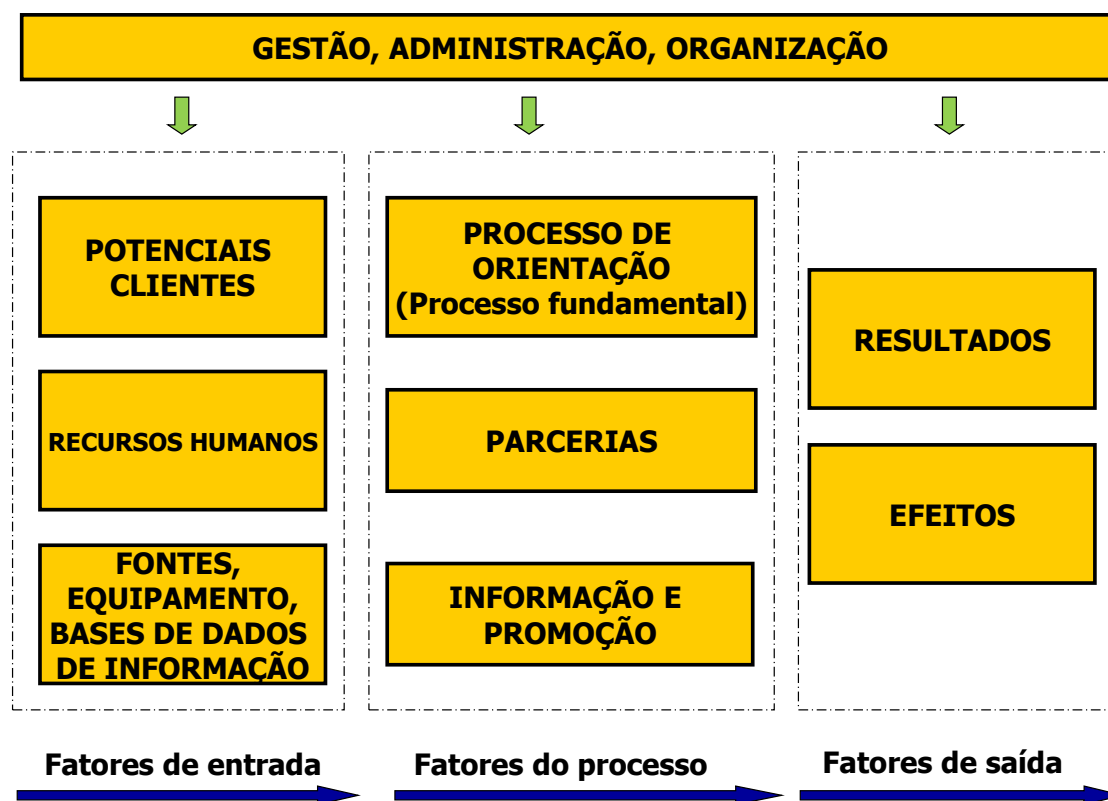 GESTÃO, ADMINISTRAÇÃO, ORGANIZAÇÃO
POTENCIAIS
CLIENTES
RECURSOS HUMANOS
FONTES,
EQUIPAMENTO,
BASES DE DADOS
DE INFORMAÇÃO
PROCESSO DE
ORIENTAÇÃO
(Processo fundamental)
PARCERIAS
INFORMAÇÃO E
PROMOÇÃO
RESULTADOS
EFEITOS
Fatores de entrada
Fatores do processo
Fatores de saída